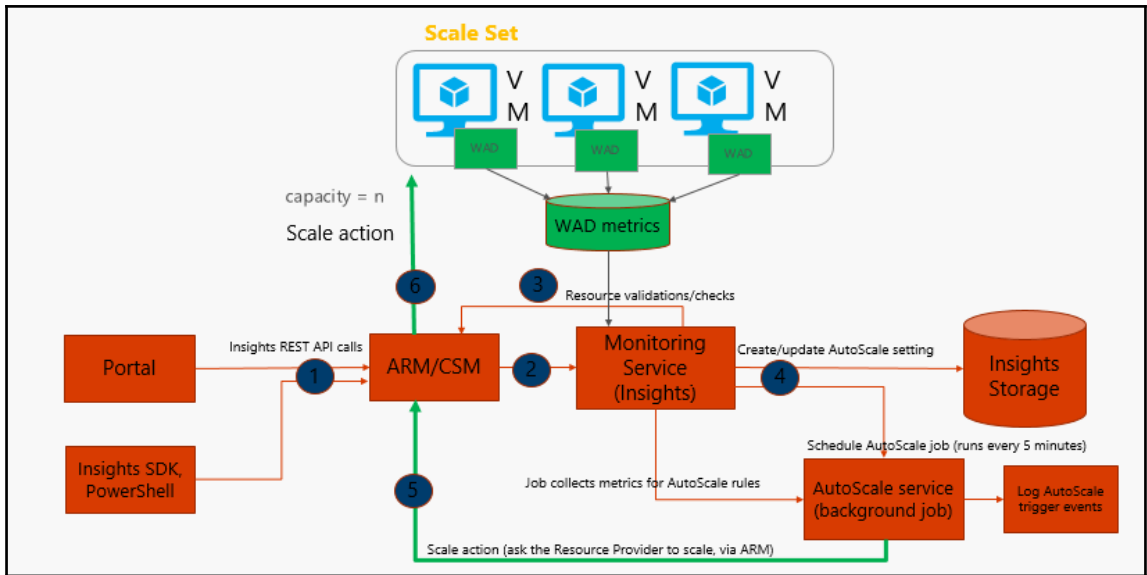 Scale Set
V
M
V
M
V
M
WAD
WAD
WAD
capacity = n
WAD metrics
Scale action
6
3
Resource validations/checks
Portal
Insights REST API calls
1
ARM/CSM
2
Monitoring
Service
(Insights)
Create/update AutoScale setting
4
Insights
Storage
Insights SDK,
PowerShell
5
Schedule AutoScale job (runs every 5 minutes)
Job collects metrics for AutoScale rules
AutoScale service
(background job)
Log AutoScale
trigger events
Scale action (ask the Resource Provider to scale, via ARM)